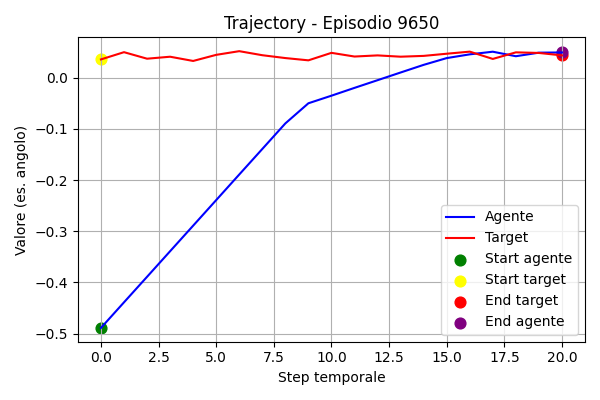 Trajectory - Episodio 9650
Valore (es. angolo)
0.0
−0.1
−0.2
−0.3
−0.4
−0.5
Agente
Target
Start agente
Start target
End target
End agente
0.0 2.5 5.0 7.5 10.0 12.5 15.0 17.5 20.0
Step temporale